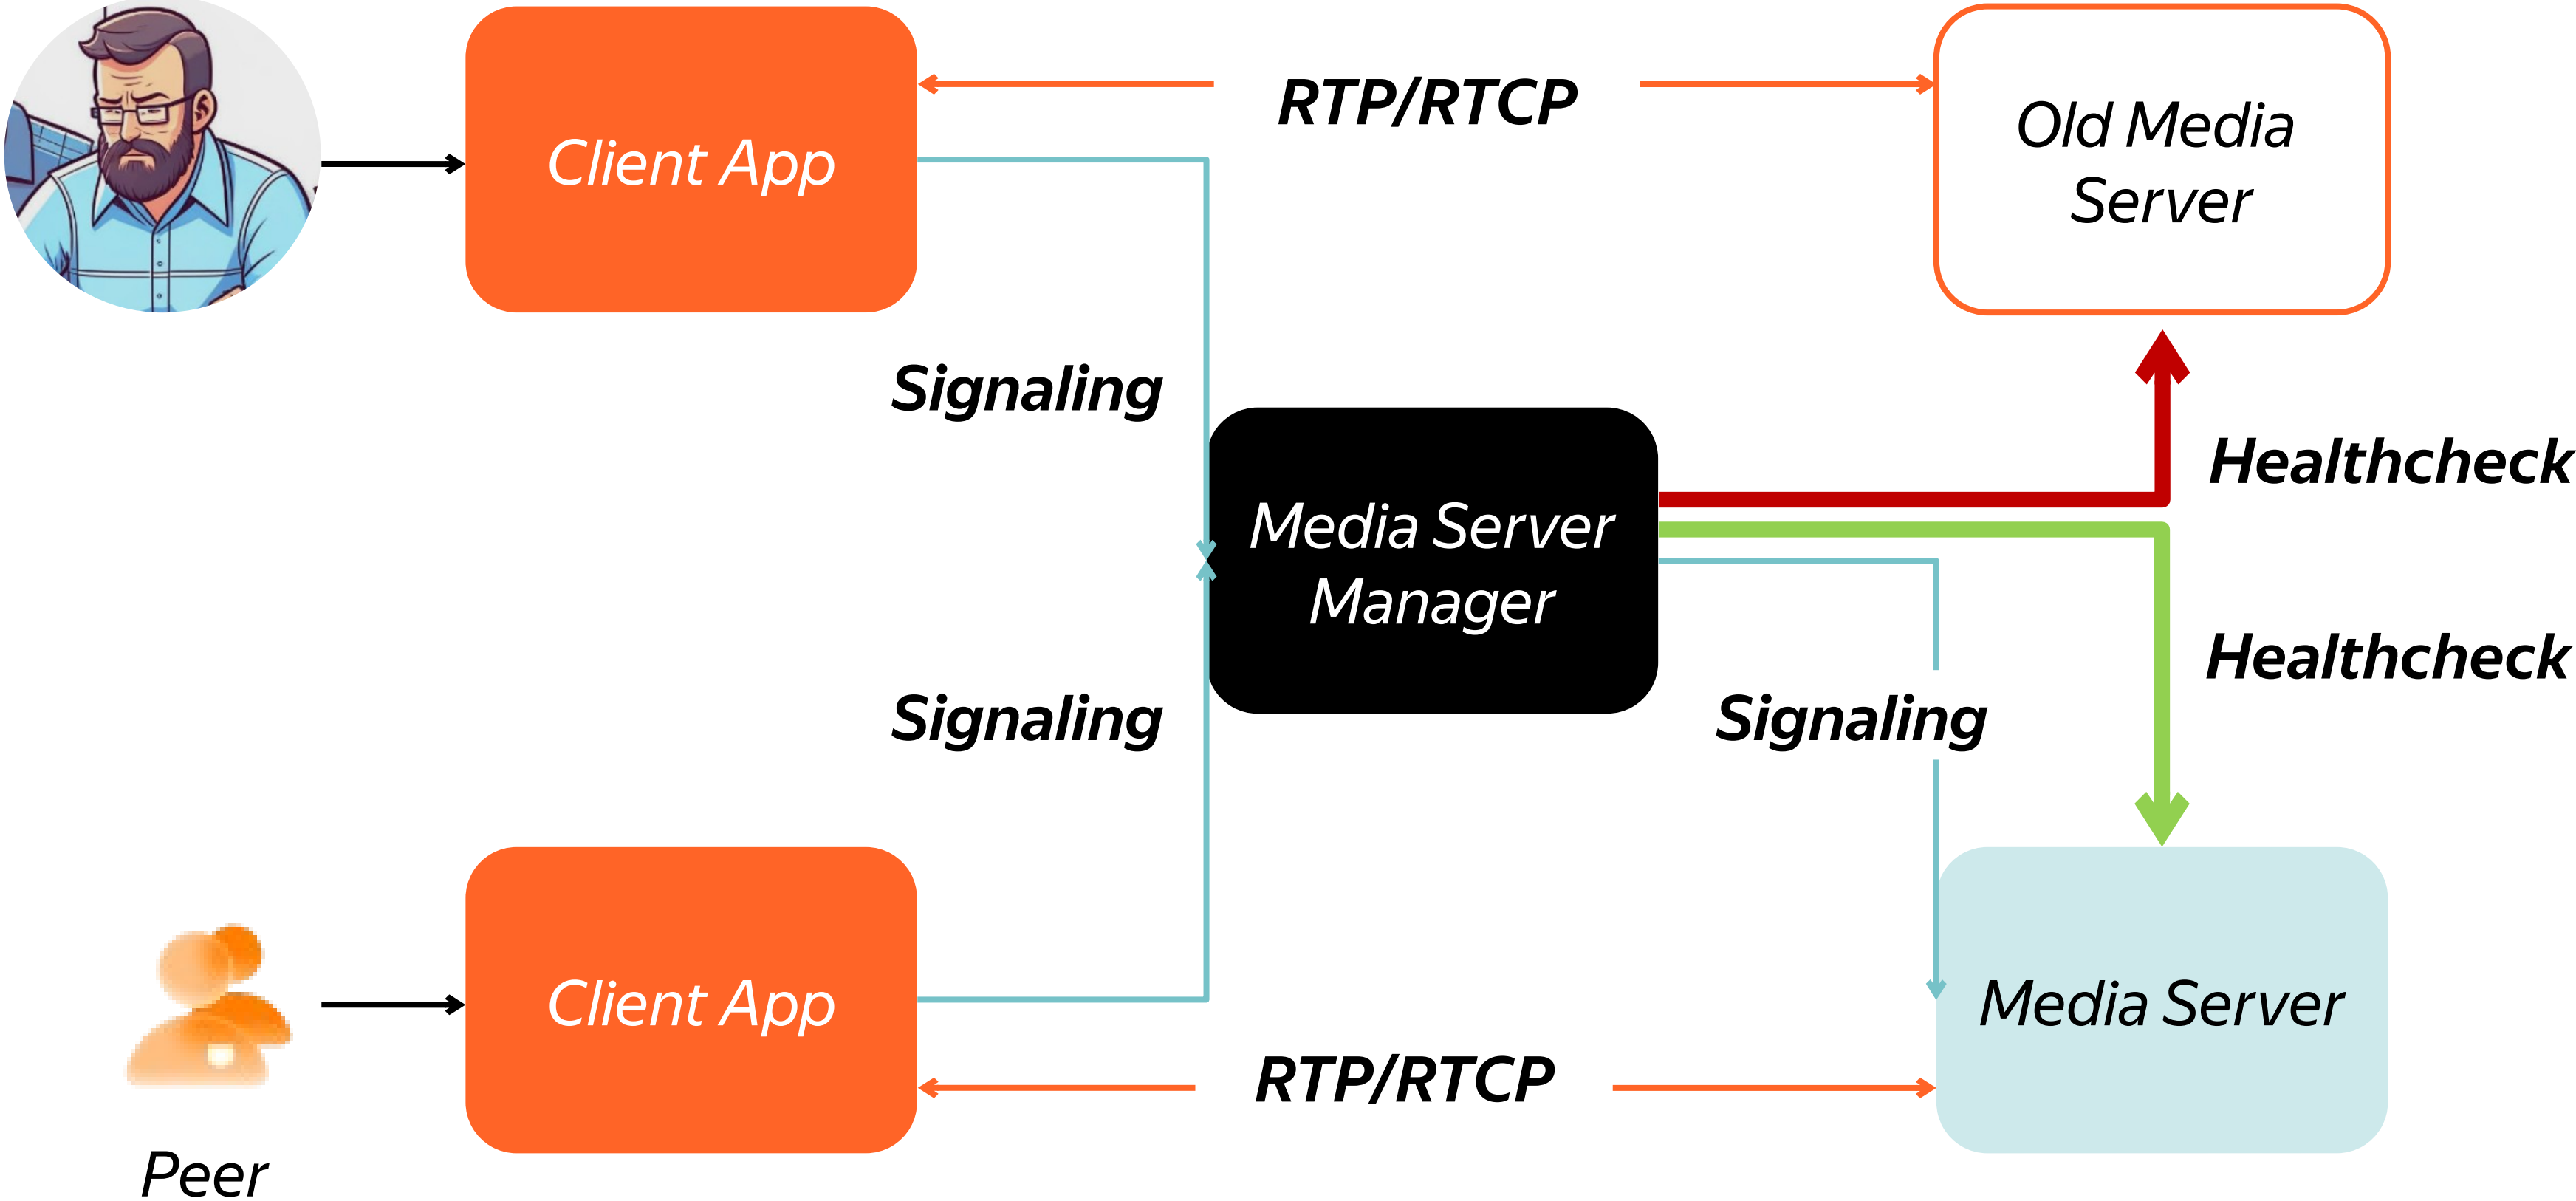 RTP/RTCP
Client App
Old Media
Server
Signaling
Healthcheck
Media Server
Manager
Healthcheck
Signaling
Signaling
Client App
Media Server
RTP/RTCP
Peer